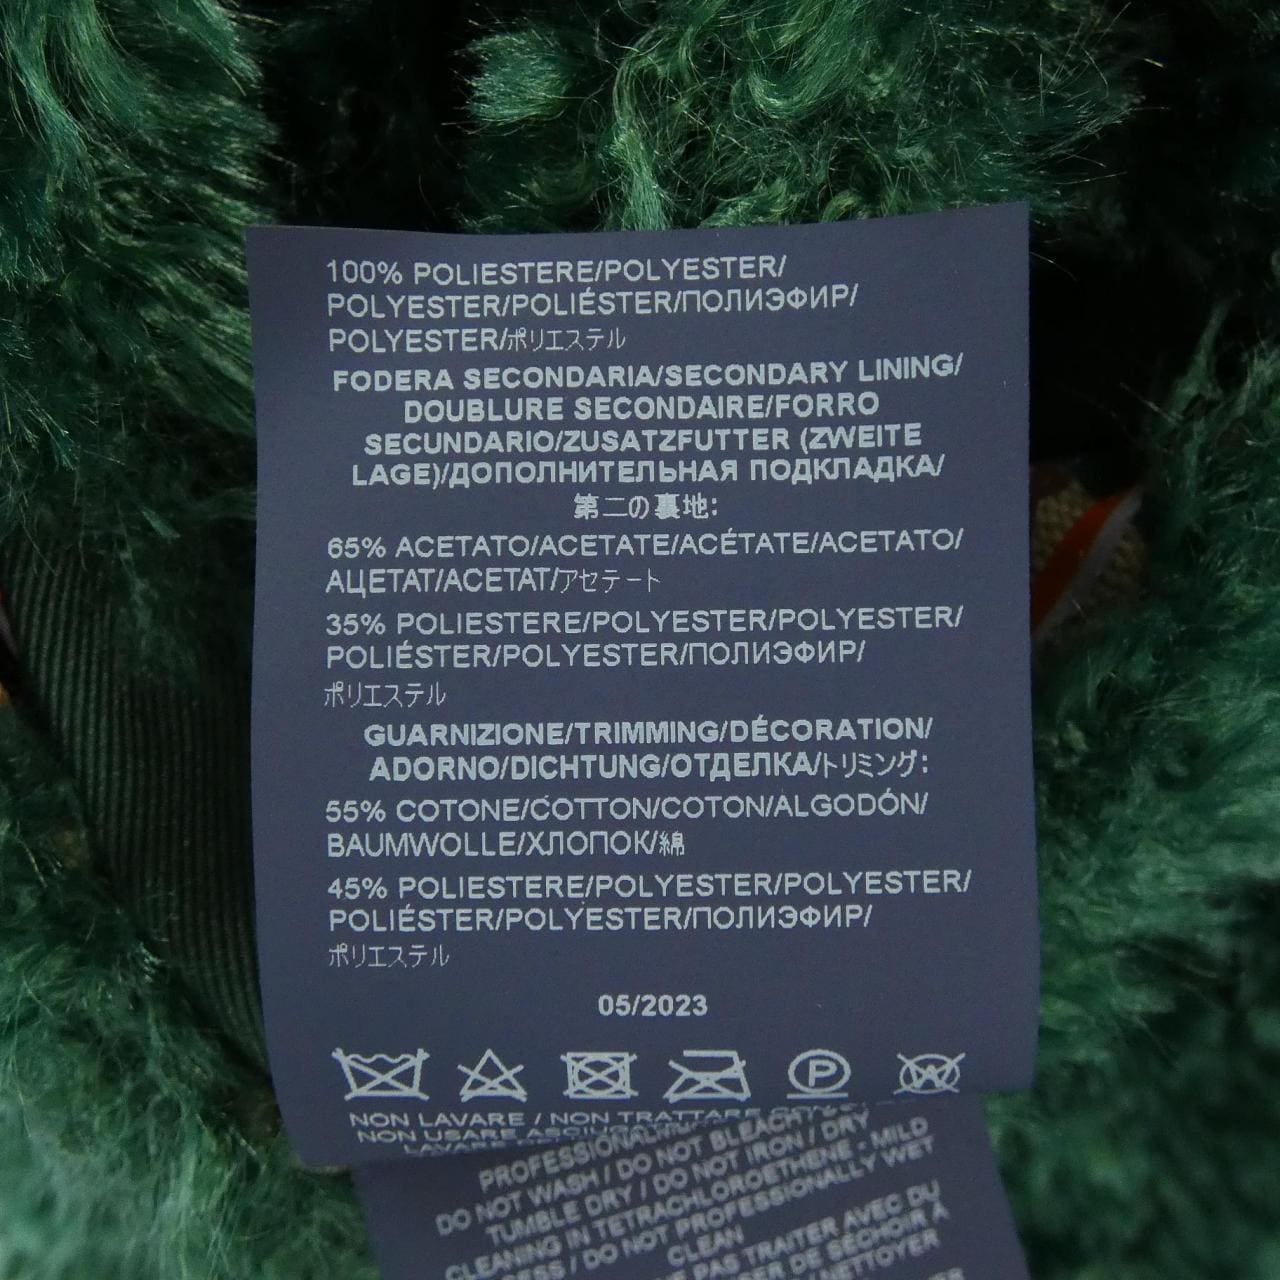 100% POLIESTERE/POLYESTER/
POLYESTER/POLIÉSTER/ПОЛИЭФИР/
POLYESTER/ポリエステル
FODERA SECONDARIA/SECONDARY LINING/
DOUBLURE SECONDAIRE/FORRO
SECUNDARIO/ZUSATZFUTTER (ZWEITE
LAGE)/ДОПОЛНИТЕЛЬНАЯ ПОДКЛАДКА/
第二の裏地:
65% ACETATO/ACETATE/ACÉTATE/ACETATO/
АЦЕТАТ/ACETAT/アセテート
35% POLIESTERE/POLYESTER/POLYESTER/
POLIÉSTER/POLYESTER/ПОЛИЭФИР/
ポリエステル
GUARNIZIONE/TRIMMING/DÉCORATION/
ADORNO/DICHTUNG/ОТДЕЛКА/トリミング:
55% COTONE/COTTON/COTON/ALGODÓN/
BAUMWOLLE/ХЛОПОК/綿
45% POLIESTERE/POLYESTER/POLYESTER/
POLIÉSTER/POLYESTER/ПОЛИЭФИР/
ポリエステル
05/2023
P
W
NON LAVARE / NON TRATTARE
NON USARE
PROFESSIONAL
DO NOT WASH / DO NOT BLEACH
TUMBLE DRY / DO NOT IRON / DRY
CLEANING IN TETRACHLOROETHENE - MILD
/ DO NOT PROFESSIONALLY WET
CLEAN
PAS TRAITER AVEC DU
DE SÉCHOIR À
/ NETTOYER